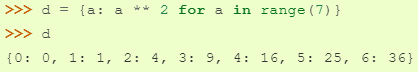 >>> d = {a: a ** 2 for a in range(7)}
>>> d
{0: 0, 1: 1, 2: 4, 3: 9, 4: 16, 5: 25, 6: 36}